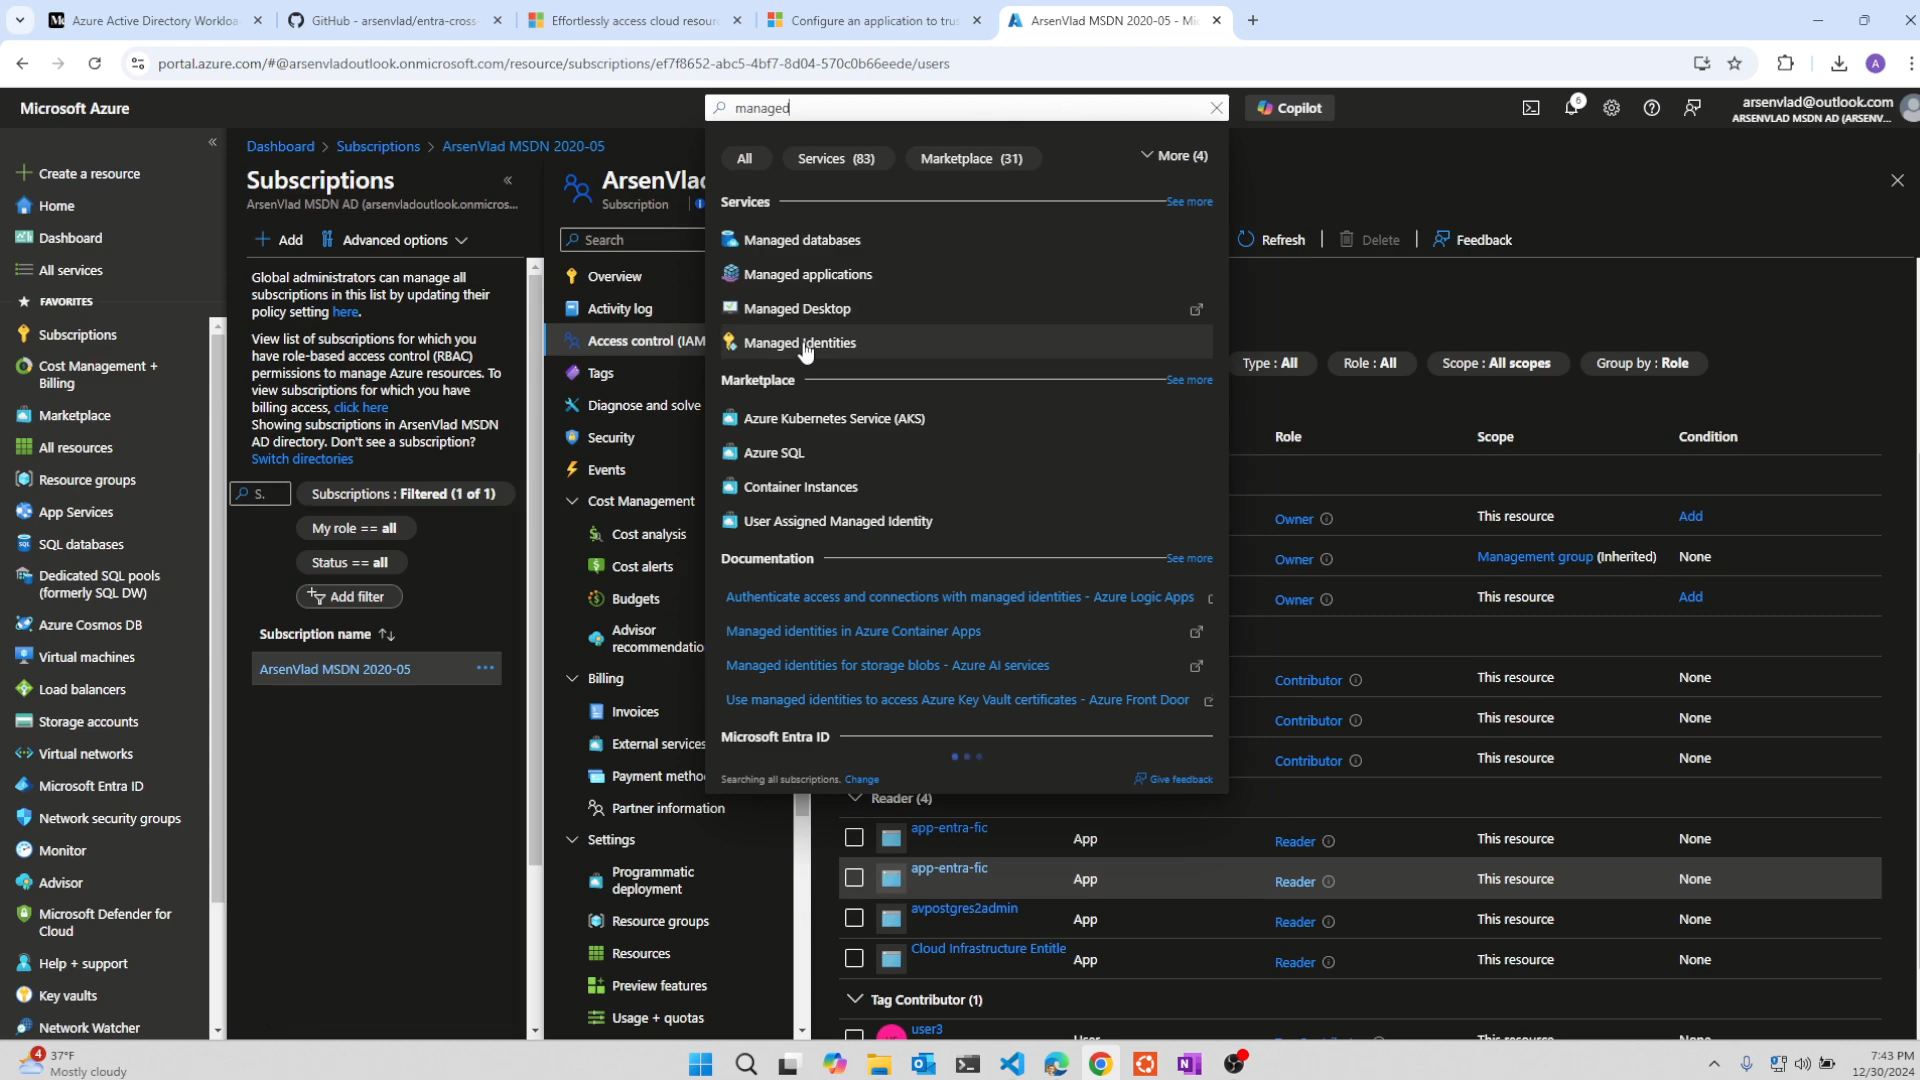 Azure Active Directory Workloa
GitHub - arsenvlad/entra-cross-
Effortlessly access cloud resour
Configure an application to trus
ArsenVlad MSDN 2020-05 - Mi
portal.azure.com/#@arsenvladoutlook.onmicrosoft.com/resource/subscriptions/ef7f8652-abc5-4bf7-8d04-570c0b66eede/users
A
Microsoft Azure
managed
Copilot
6
arsenvlad@outlook.com
ARSENVLAD MSDN AD (ARSENV...
Create a resource
Home
Dashboard
All services
FAVORITES
Subscriptions
Cost Management +
Billing
Marketplace
All resources
Resource groups
App Services
SQL databases
Dedicated SQL pools
(formerly SQL DW)
Azure Cosmos DB
Virtual machines
Load balancers
Storage accounts
Virtual networks
Microsoft Entra ID
Network security groups
Monitor
Advisor
Microsoft Defender for
Cloud
Help + support
Key vaults
Network Watcher
Dashboard > Subscriptions > ArsenVlad MSDN 2020-05
Subscriptions
ArsenVlad MSDN AD (arsenvladoutlook.onmicros...
Add
Advanced options
Global administrators can manage all
subscriptions in this list by updating their
policy setting here.
View list of subscriptions for which you
have role-based access control (RBAC)
permissions to manage Azure resources. To
view subscriptions for which you have
billing access, click here
Showing subscriptions in ArsenVlad MSDN
AD directory. Don't see a subscription?
Switch directories
S.
Subscriptions : Filtered (1 of 1)
My role == all
Status == all
Add filter
Subscription name
ArsenVlad MSDN 2020-05
ArsenVlad
Subscription
Search
Overview
Activity log
Access control (IAM
Tags
Diagnose and solve
Security
Events
Cost Management
Cost analysis
Cost alerts
Budgets
Advisor
recommendatio
Billing
Invoices
External services
Payment metho
Partner information
Settings
Programmatic
deployment
Resource groups
Resources
Preview features
Usage + quotas
All
Services (83)
Marketplace (31)
More (4)
Services
See more
Managed databases
Managed applications
Managed Desktop
Managed Identities
Marketplace
See more
Azure Kubernetes Service (AKS)
Azure SQL
Container Instances
User Assigned Managed Identity
Documentation
See more
Authenticate access and connections with managed identities - Azure Logic Apps
Managed identities in Azure Container Apps
Managed identities for storage blobs - Azure AI services
Use managed identities to access Azure Key Vault certificates - Azure Front Door
Microsoft Entra ID
Searching all subscriptions. Change
Give feedback
Refresh
Delete
Feedback
Type : All
Role : All
Scope : All scopes
Group by : Role
Role
Scope
Condition
Owner
This resource
Add
Owner
Management group (Inherited)
None
Owner
This resource
Add
Contributor
This resource
None
Contributor
This resource
None
Contributor
This resource
None
Reader (4)
app-entra-fic
App
Reader
This resource
None
app-entra-fic
App
Reader
This resource
None
avpostgres2admin
App
Reader
This resource
None
Cloud Infrastructure Entitle
App
Reader
This resource
None
Tag Contributor (1)
user3
4
37°F
Mostly cloudy
7:43 PM
12/30/2024